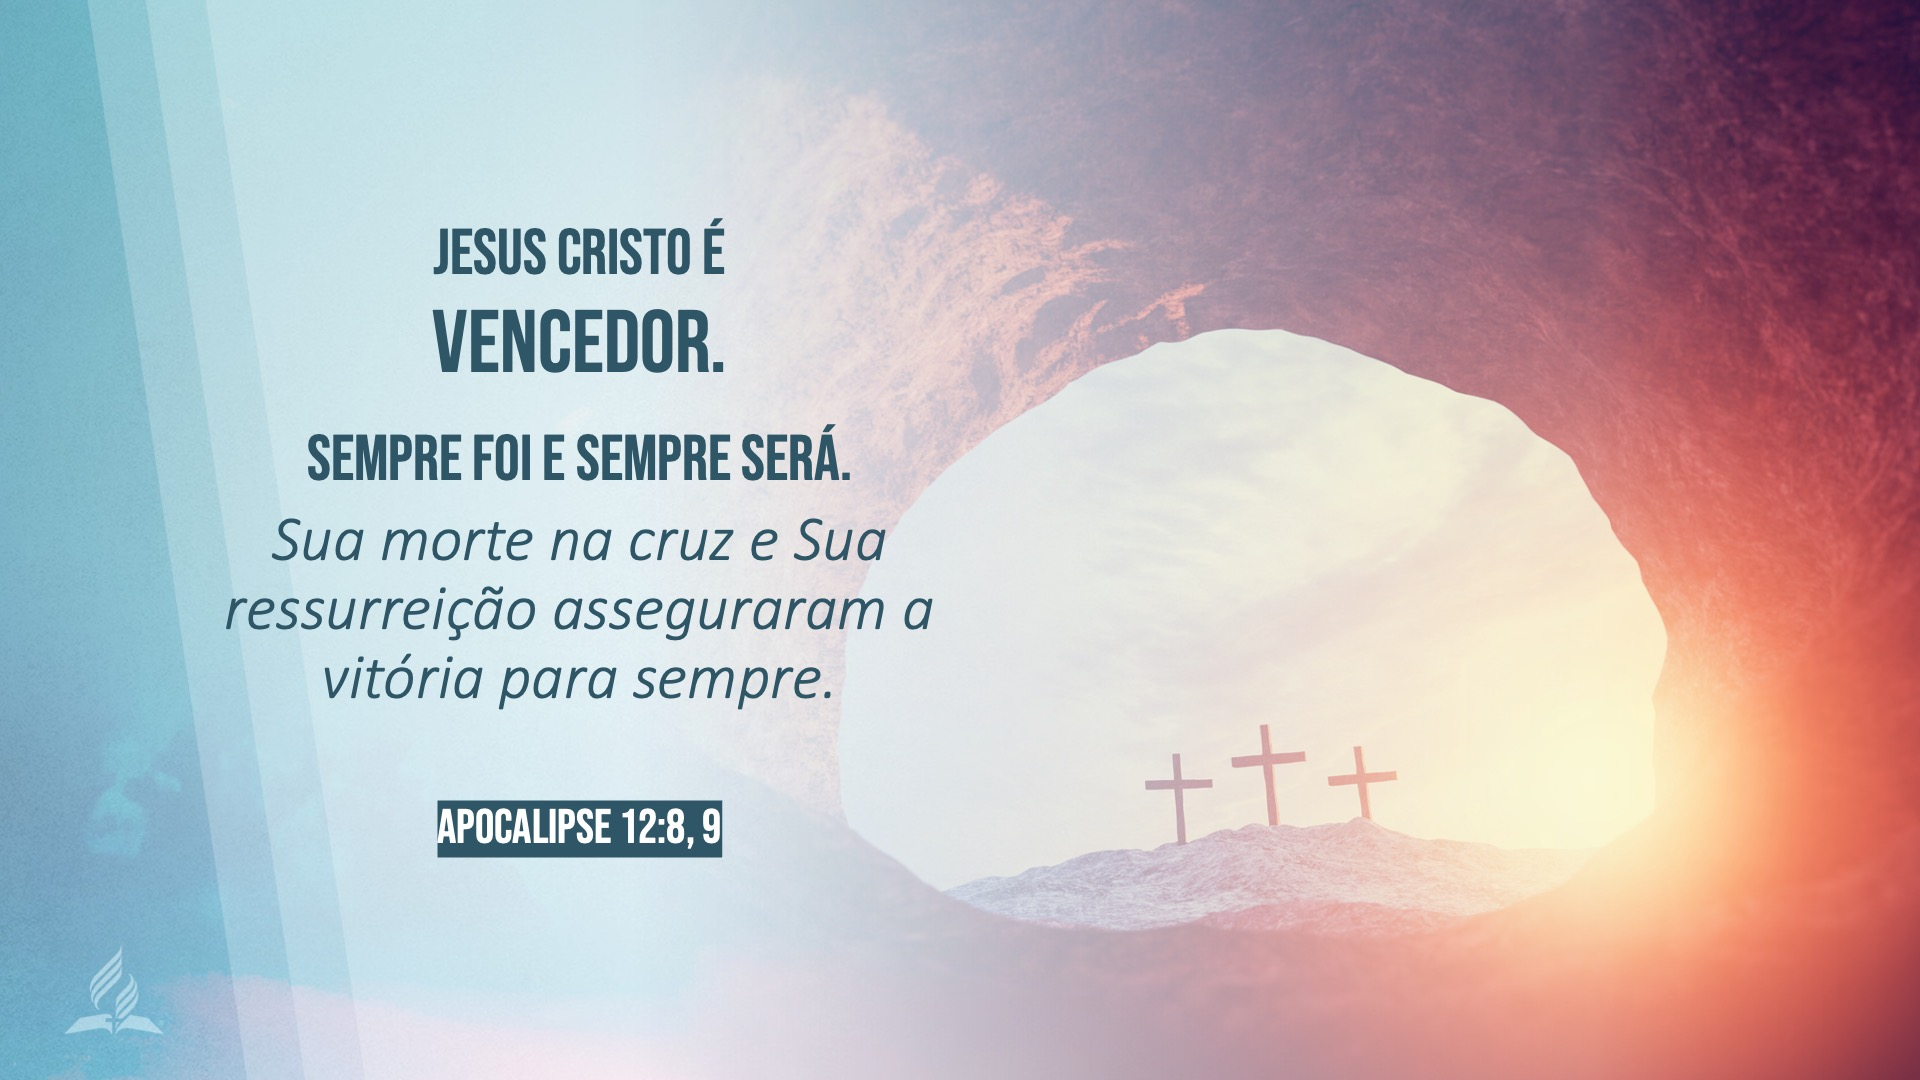 JESUS CRISTO É
VENCEDOR.
SEMPRE FOI E SEMPRE SERÁ.
Sua morte na cruz e Sua
ressurreição asseguraram a
vitória para sempre.
APOCALIPSE 12:8, 9